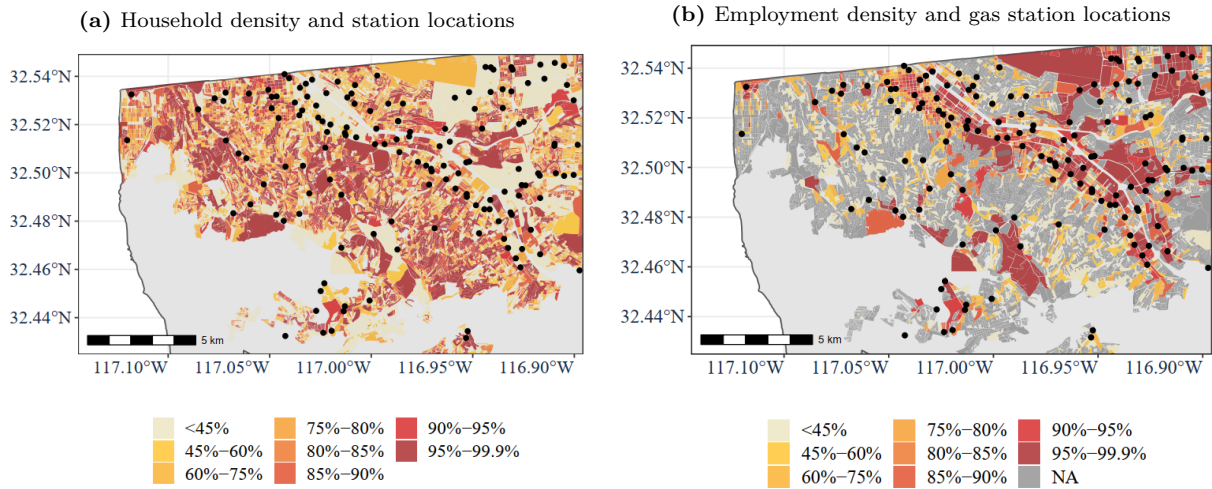 (a) Household density and station locations
32.54°N
32.52°N
32.50°N
32.48°N
32.46°N
32.44°N
5 km
117.10°W 117.05°W 117.00°W 116.95°W 116.90°W
<45% 75%−80% 90%−95%
45%−60% 80%−85% 95%−99.9%
60%−75% 85%−90%
(b) Employment density and gas station locations
32.54°N
32.52°N
32.50°N
32.48°N
32.46°N
32.44°N
5 km
117.10°W 117.05°W 117.00°W 116.95°W 116.90°W
<45% 75%−80% 90%−95%
45%−60% 80%−85% 95%−99.9%
60%−75% 85%−90% NA